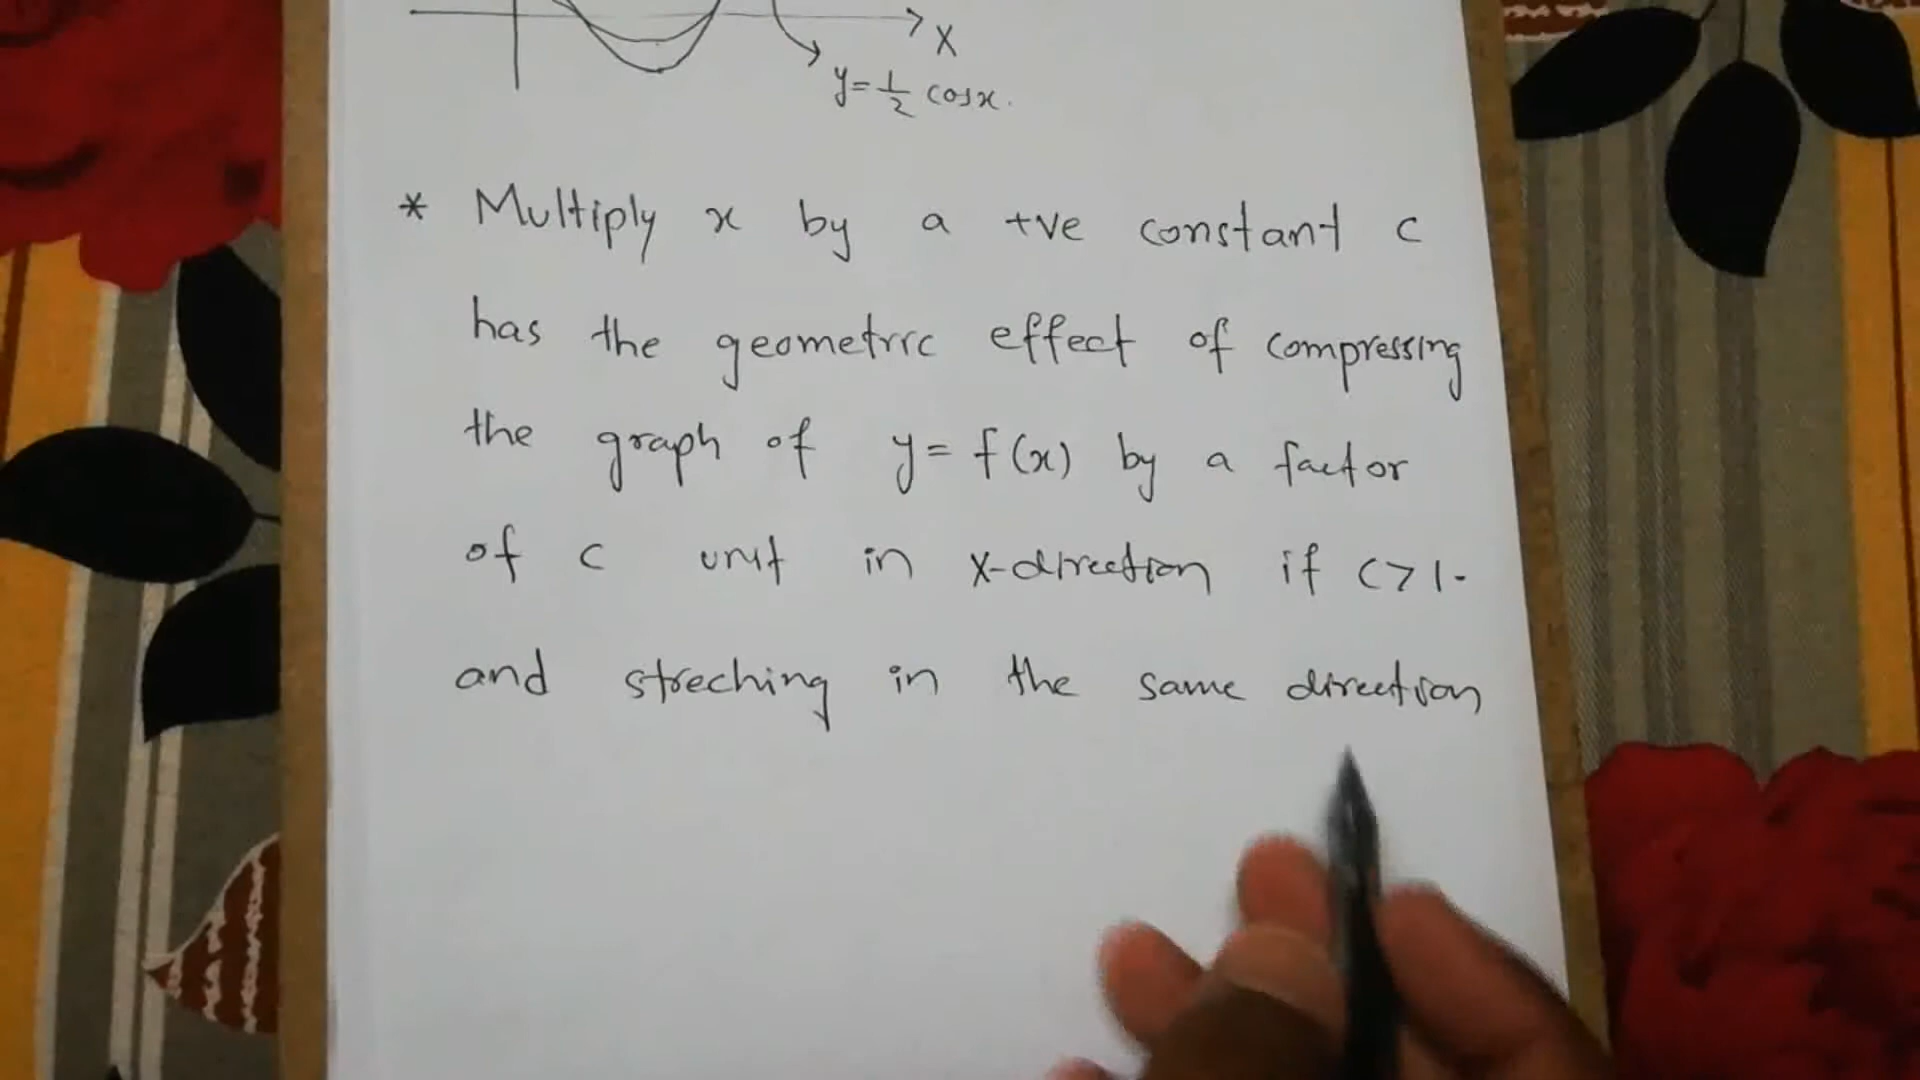 X
y = 1/2 cosx.
* Multiply x by a +ve constant c
has the geometric effect of compressing
the graph of y = f(x) by a factor
of c unit in X-direction if c>1.
and streching in the same direction